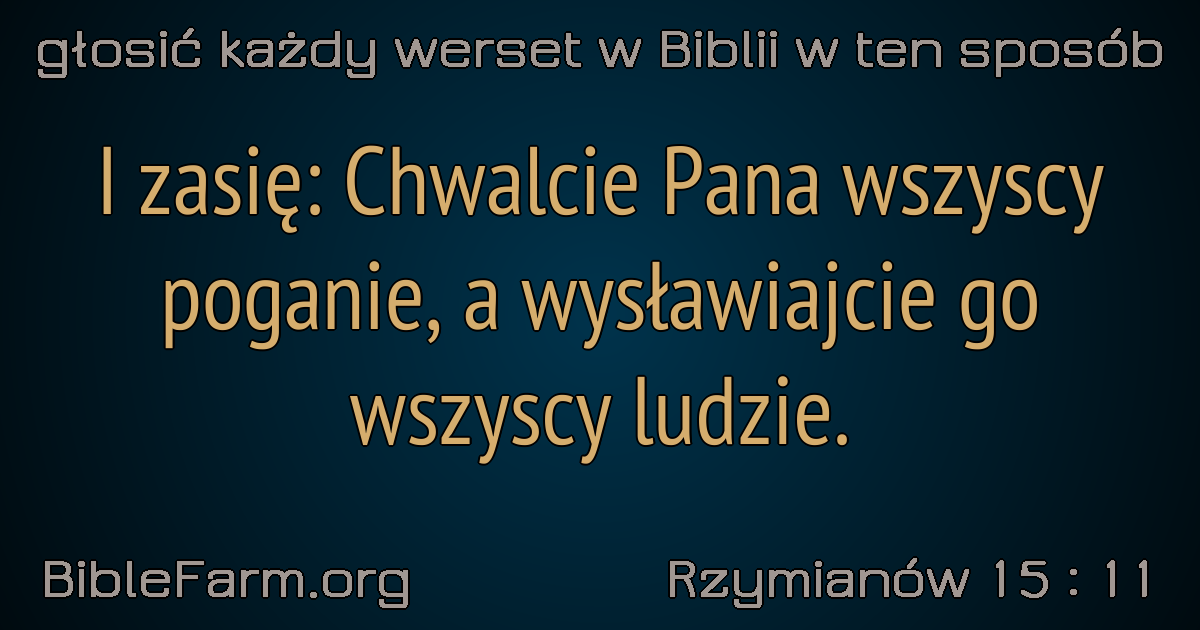 głosić każdy werset w Biblii w ten sposób
I zasię: Chwalcie Pana wszyscy
poganie, a wysławiajcie go
wszyscy ludzie.
BibleFarm.org
Rzymianów 15 : 11